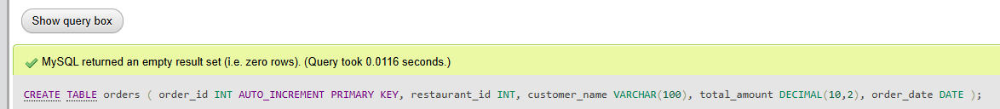 Show query box
MySQL returned an empty result set (i.e. zero rows). (Query took 0.0116 seconds.)
CREATE TABLE orders ( order_id INT AUTO_INCREMENT PRIMARY KEY, restaurant_id INT, customer_name VARCHAR(100), total_amount DECIMAL(10,2), order_date DATE );